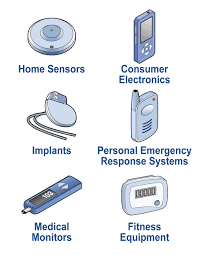 Home Sensors
Consumer
Electronics
Implants
Personal Emergency
Response Systems
Medical
Monitors
Fitness
Equipment